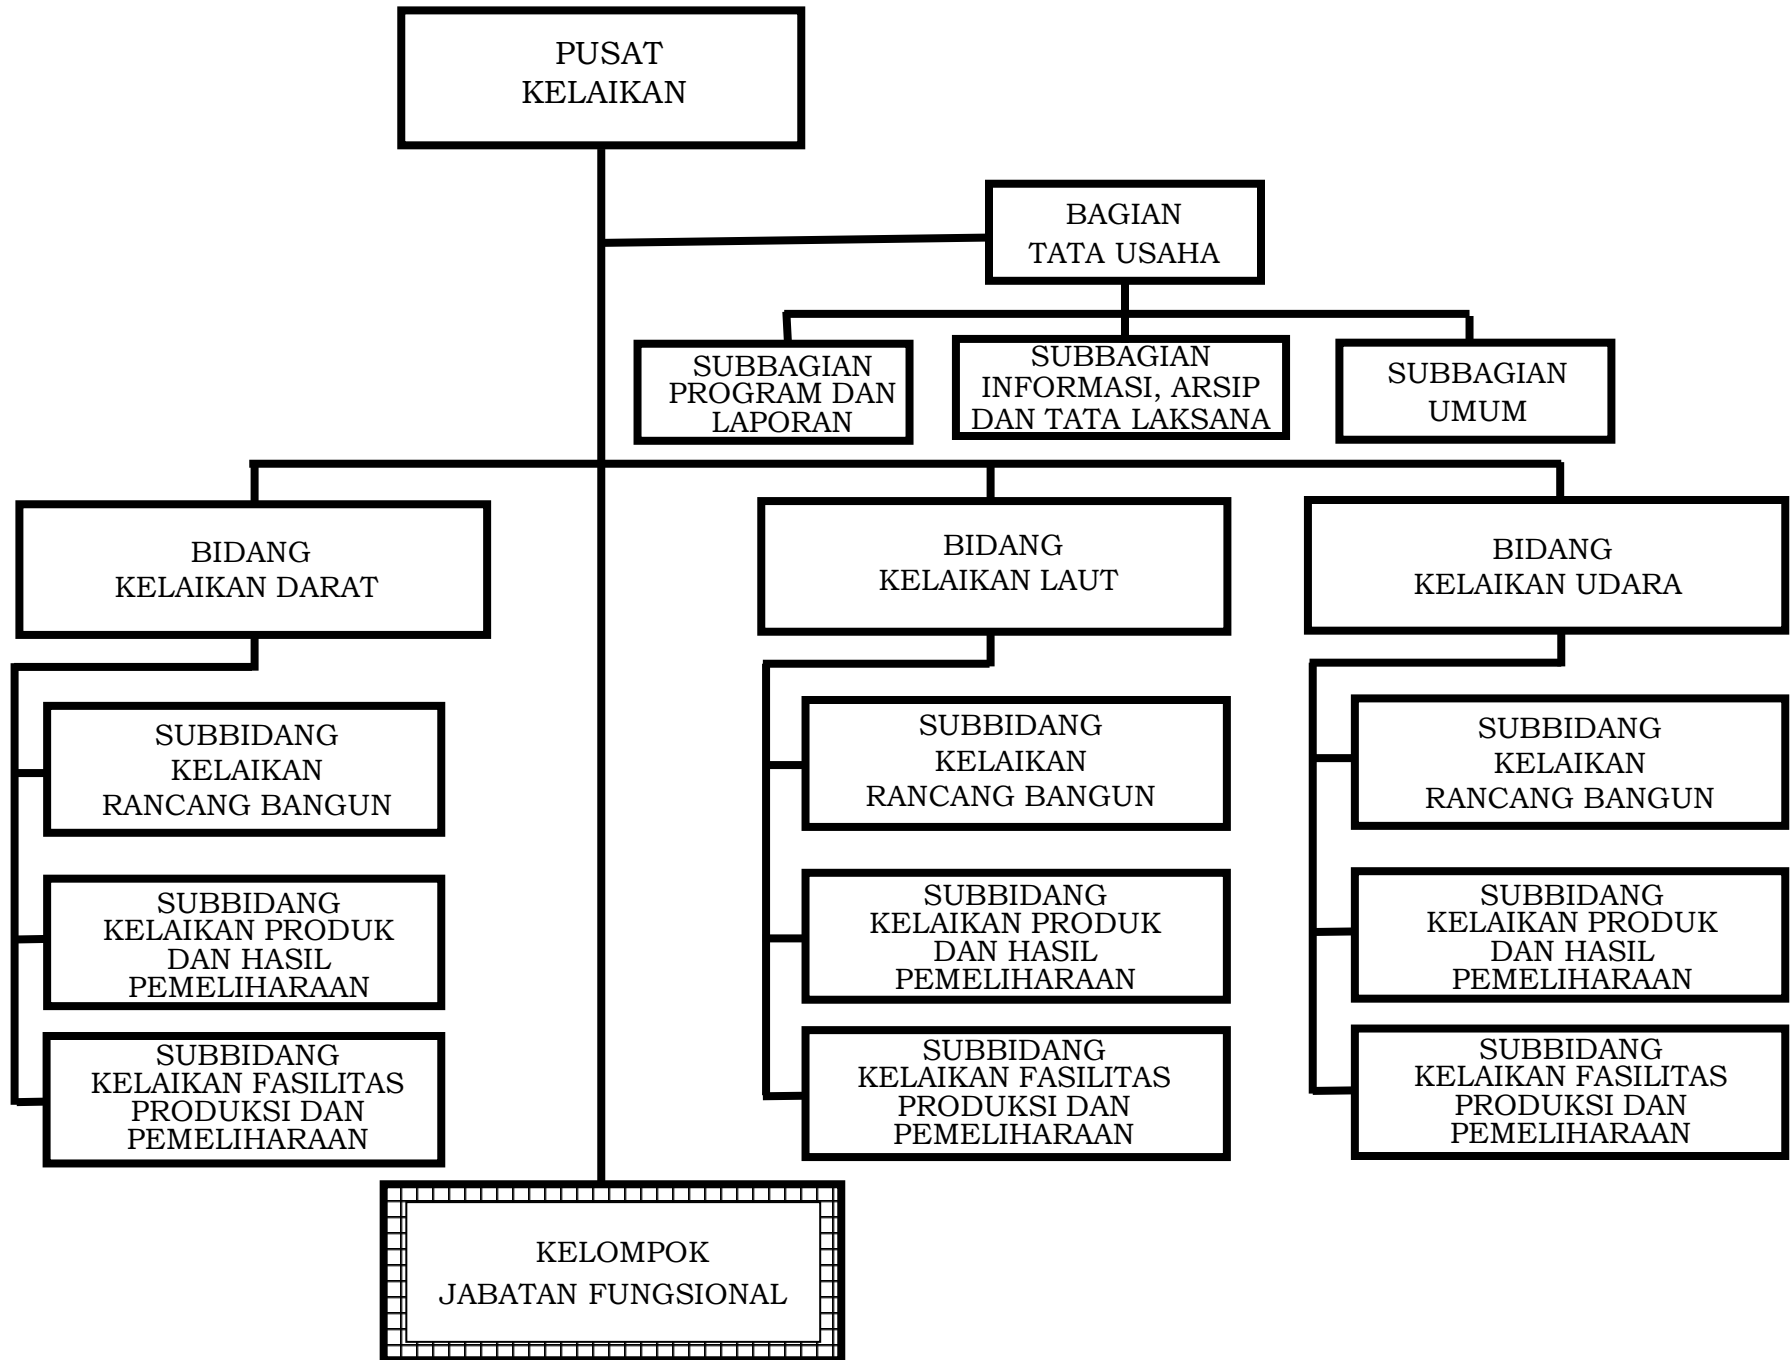 PUSAT
KELAIKAN
BAGIAN
TATA USAHA
SUBBAGIAN
PROGRAM DAN
LAPORAN
SUBBAGIAN
INFORMASI, ARSIP
DAN TATA LAKSANA
SUBBAGIAN
UMUM
BIDANG
KELAIKAN DARAT
BIDANG
KELAIKAN LAUT
BIDANG
KELAIKAN UDARA
SUBBIDANG
KELAIKAN
RANCANG BANGUN
SUBBIDANG
KELAIKAN PRODUK
DAN HASIL
PEMELIHARAAN
SUBBIDANG
KELAIKAN FASILITAS
PRODUKSI DAN
PEMELIHARAAN
SUBBIDANG
KELAIKAN
RANCANG BANGUN
SUBBIDANG
KELAIKAN PRODUK
DAN HASIL
PEMELIHARAAN
SUBBIDANG
KELAIKAN FASILITAS
PRODUKSI DAN
PEMELIHARAAN
SUBBIDANG
KELAIKAN
RANCANG BANGUN
SUBBIDANG
KELAIKAN PRODUK
DAN HASIL
PEMELIHARAAN
SUBBIDANG
KELAIKAN FASILITAS
PRODUKSI DAN
PEMELIHARAAN
KELOMPOK
JABATAN FUNGSIONAL